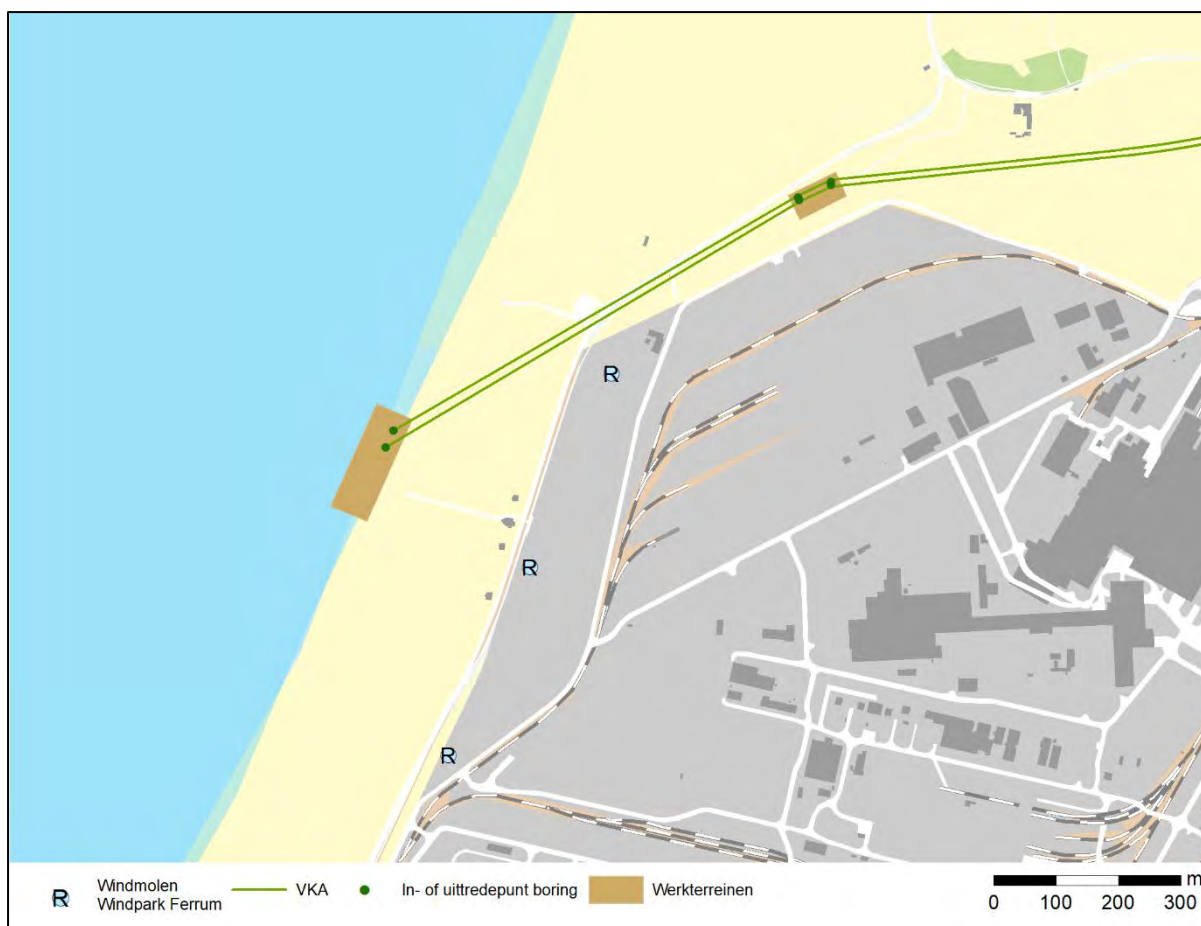 R
R
R
R
Windmolen
Windpark Ferrum
VKA
In- of uittredepunt boring
Werkterreinen
m
0 100 200 300